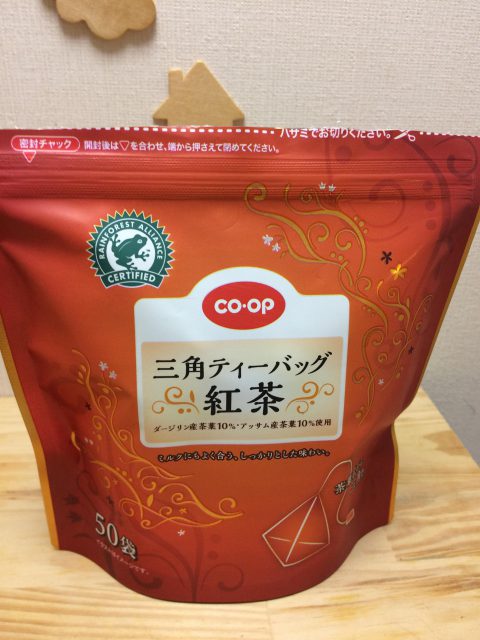 ハサミでお切りください。
密封チャック
開封後は▽を合わせ、端から押さえて閉めてください。
RAINFOREST ALLIANCE
CERTIFIED
CO·OP
三角ティーバッグ
紅茶
ダージリン産茶葉10%・アッサム産茶葉10%使用
ミルクにもよく合う、しっかりとした味わい。
50袋